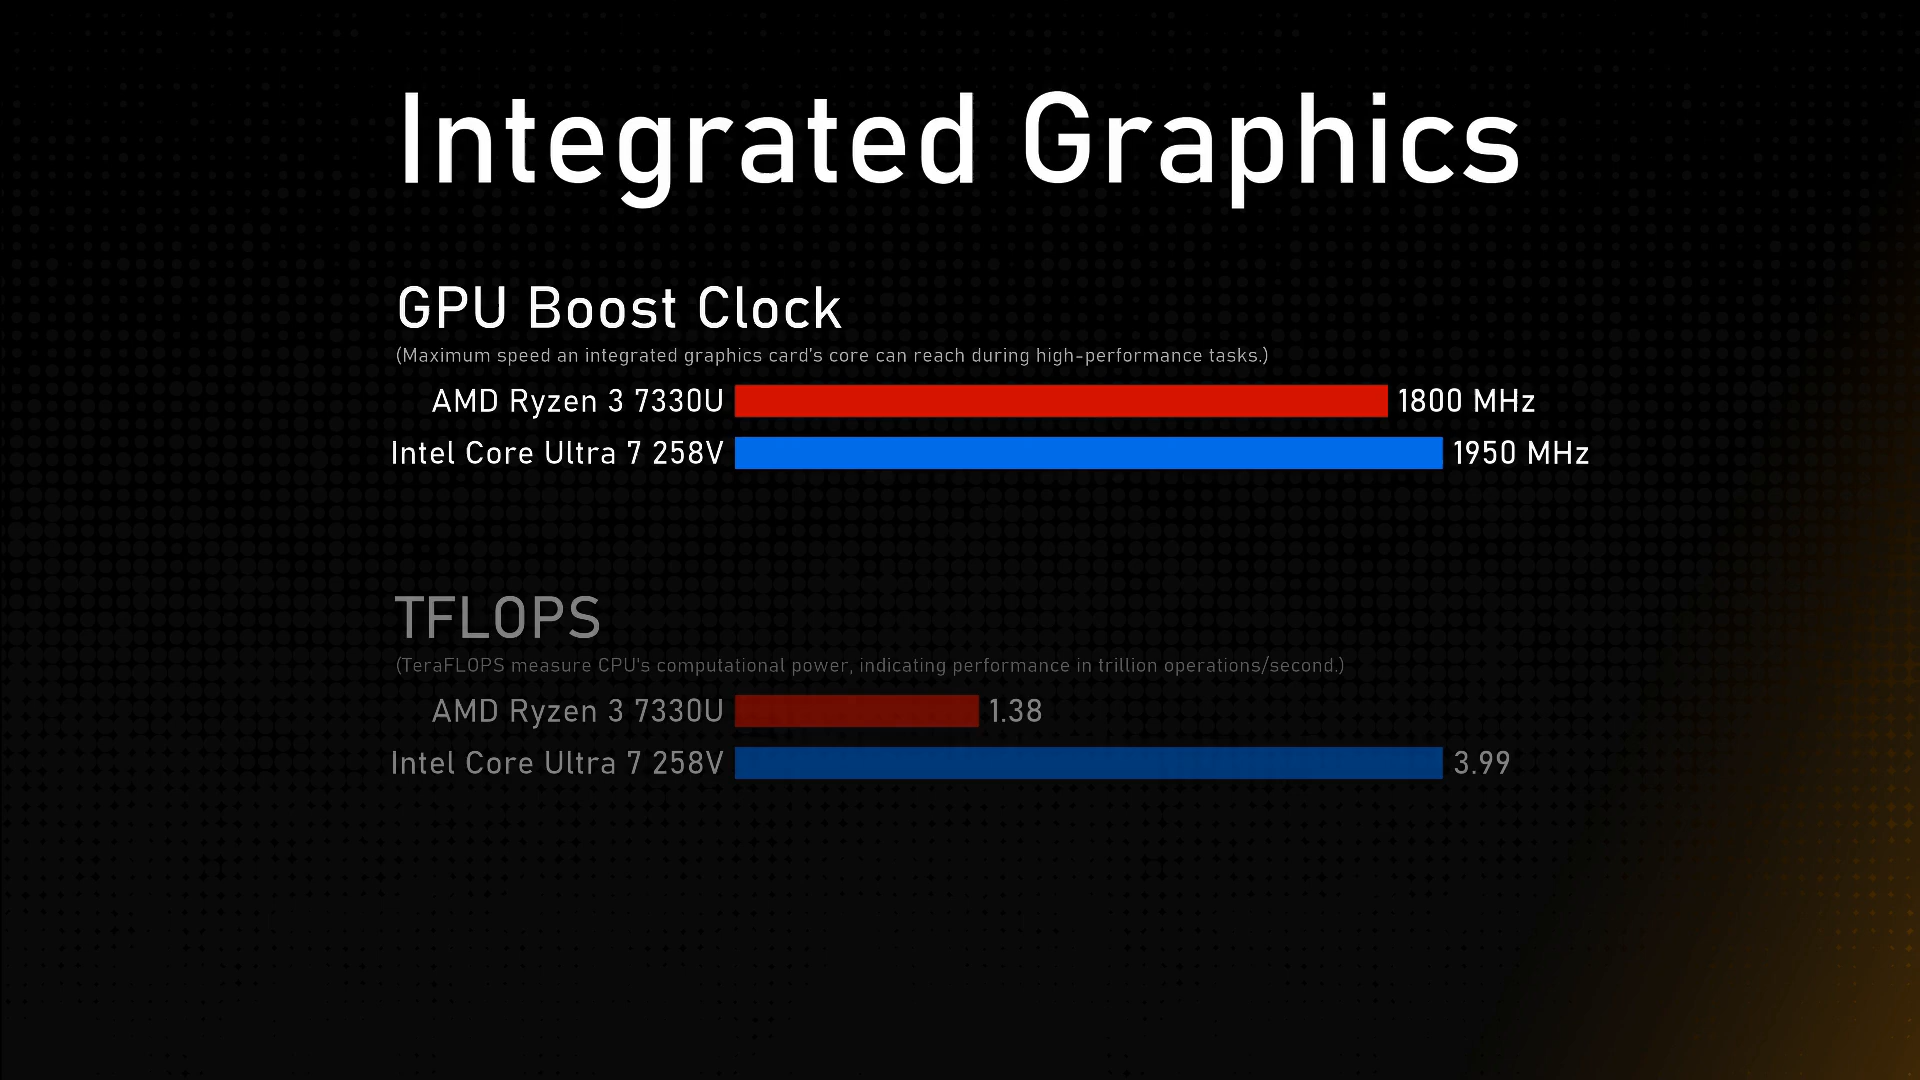 Integrated Graphics
GPU Boost Clock
(Maximum speed an integrated graphics card's core can reach during high-performance tasks.)
AMD Ryzen 3 7330U 1800 MHz
Intel Core Ultra 7 258V 1950 MHz
TFLOPS
(TeraFLOPS measure CPU's computational power, indicating performance in trillion operations/second.)
AMD Ryzen 3 7330U 1.38
Intel Core Ultra 7 258V 3.99